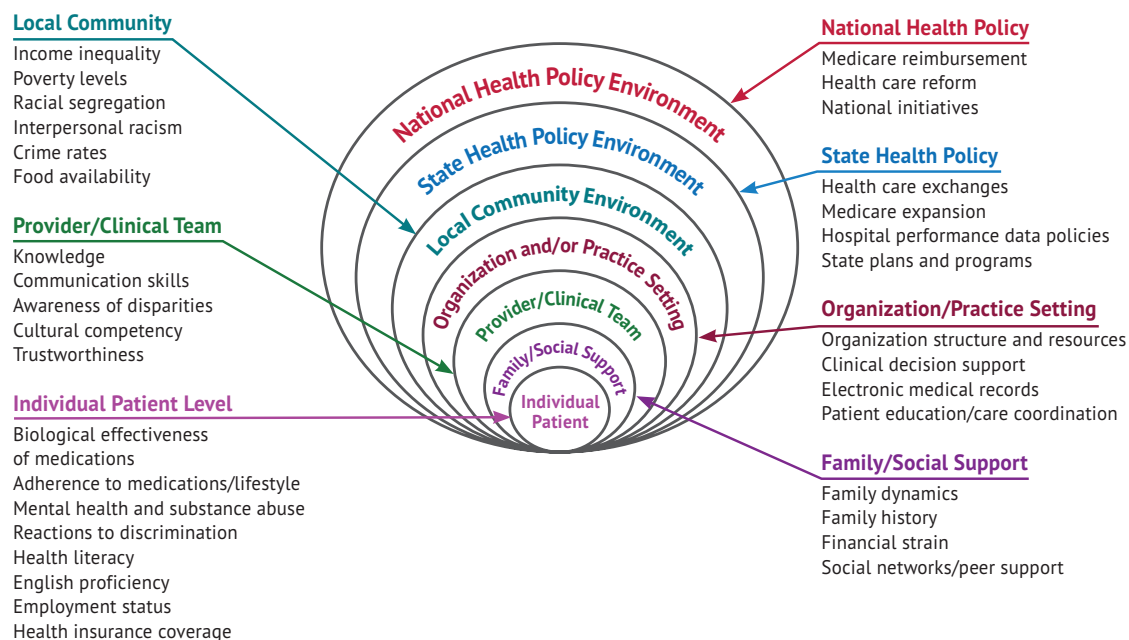 Local Community
Income inequality
Poverty levels
Racial segregation
Interpersonal racism
Crime rates
Food availability
Provider/Clinical Team
Knowledge
Communication skills
Awareness of disparities
Cultural competency
Trustworthiness
Individual Patient Level
Biological effectiveness
of medications
Adherence to medications/lifestyle
Mental health and substance abuse
Reactions to discrimination
Health literacy
English proficiency
Employment status
Health insurance coverage
National Health Policy Environment
State Health Policy Environment
Local Community Environment
Organization and/or Practice Setting
Provider/Clinical Team
Family/Social Support
Individual
Patient
National Health Policy
Medicare reimbursement
Health care reform
National initiatives
State Health Policy
Health care exchanges
Medicare expansion
Hospital performance data policies
State plans and programs
Organization/Practice Setting
Organization structure and resources
Clinical decision support
Electronic medical records
Patient education/care coordination
Family/Social Support
Family dynamics
Family history
Financial strain
Social networks/peer support